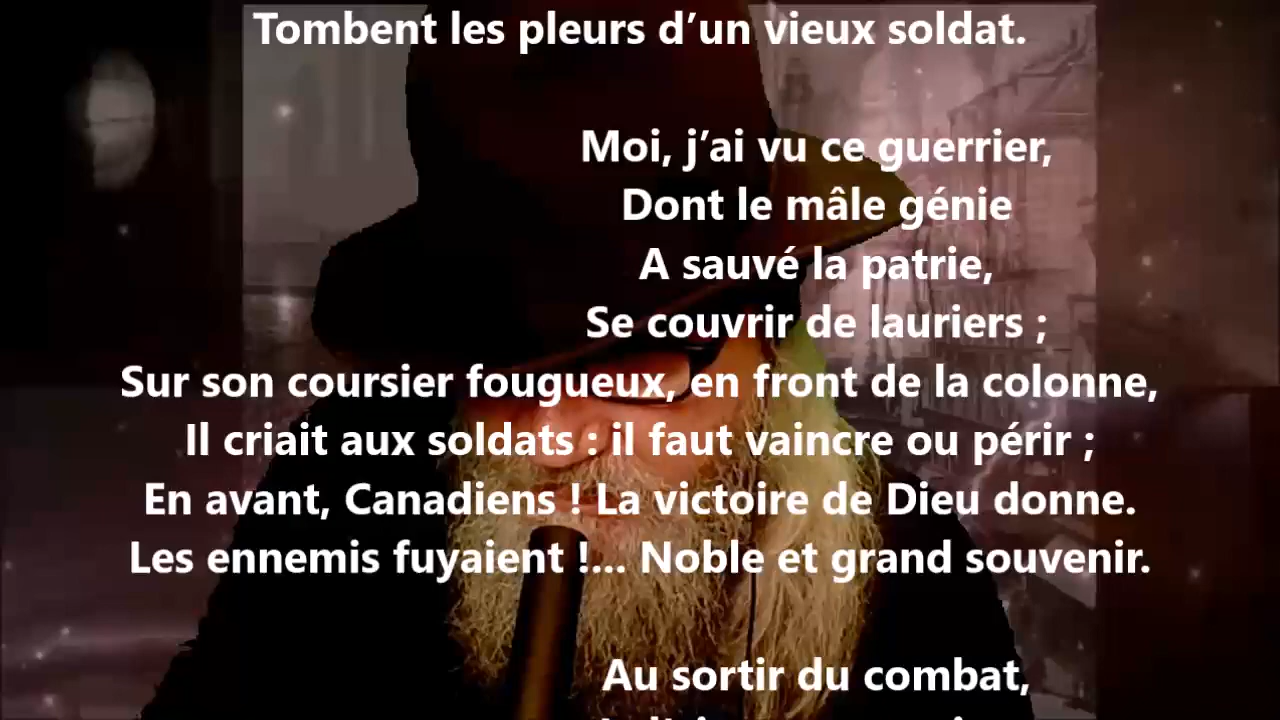 Tombent les pleurs d’un vieux soldat.
Moi, j’ai vu ce guerrier,
Dont le mâle génie
A sauvé la patrie,
Se couvrir de lauriers ;
Sur son coursier fougueux, en front de la colonne,
Il criait aux soldats : il faut vaincre ou périr ;
En avant, Canadiens ! La victoire de Dieu donne.
Les ennemis fuyaient !... Noble et grand souvenir.
Au sortir du combat,